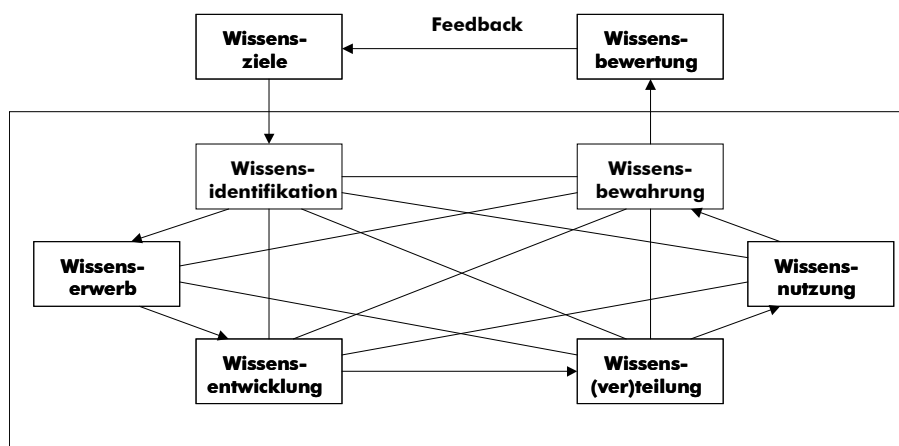 Feedback
Wissens-
ziele
Wissens-
bewertung
Wissens-
identifikation
Wissens-
bewahrung
Wissens-
erwerb
Wissens-
nutzung
Wissens-
entwicklung
Wissens-
(ver)teilung